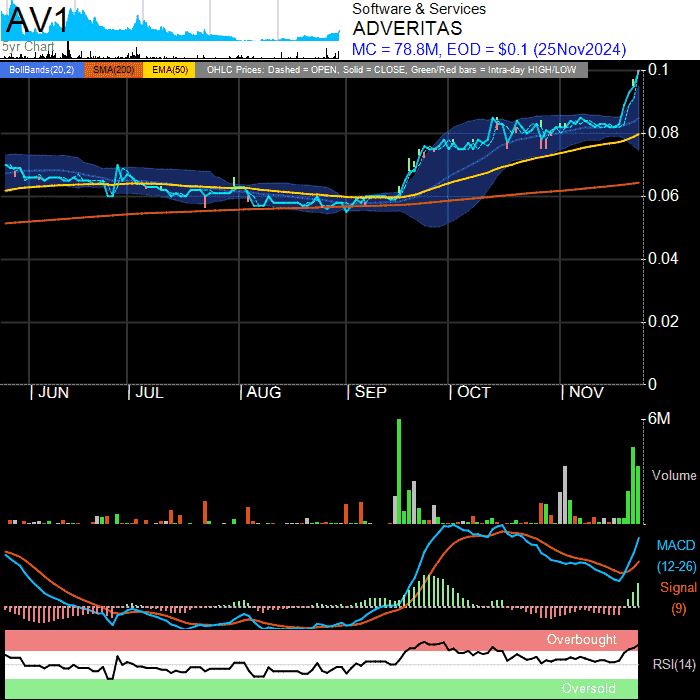 AV1
5yr Chart
Software & Services
ADVERITAS
MC = 78.8M, EOD = $0.1 (25Nov2024)
BollBands(20,2) SMA(200) EMA(50) OHLC Prices: Dashed = OPEN, Solid = CLOSE, Green/Red bars = Intra-day HIGH/LOW
0.1
0.08
0.06
0.04
0.02
0
| JUN | JUL | AUG | SEP | OCT | NOV
6M
Volume
MACD
(12-26)
Signal
(9)
Overbought
RSI(14)
Oversold